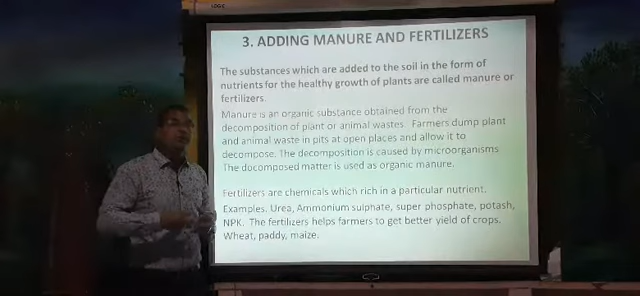 LOGIC
3. ADDING MANURE AND FERTILIZERS
The substances which are added to the soil in the form of
nutrients for the healthy growth of plants are called manure or
fertilizers.
Manure is an organic substance obtained from the
decomposition of plant or animal wastes. Farmers dump plant
and animal waste in pits at open places and allow it to
decompose. The decomposition is caused by microorganisms
The docomposed matter is used as organic manure.
Fertilizers are chemicals which rich in a particular nutrient.
Examples, Urea, Ammonium sulphate, super phosphate, potash,
NPK. The fertilizers helps farmers to get better yield of crops.
Wheat, paddy, maize.